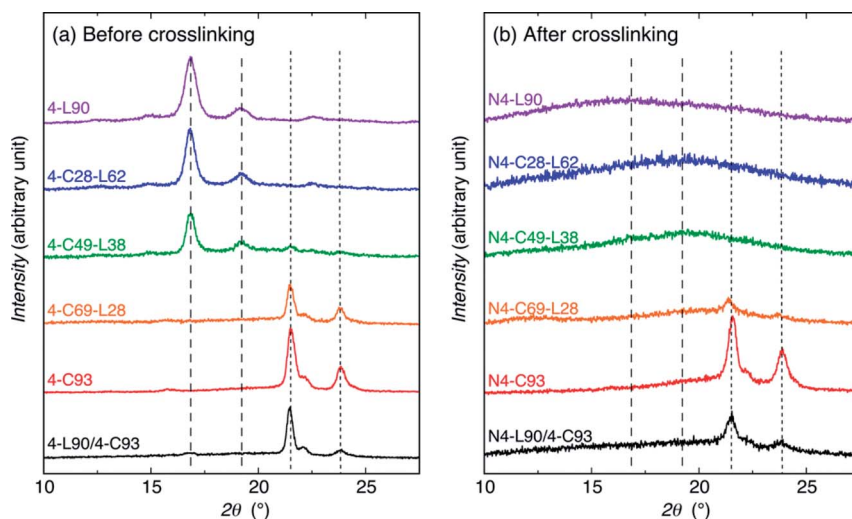 (a) Before crosslinking
4-L90
4-C28-L62
4-C49-L38
4-C69-L28
4-C93
4-L90/4-C93
Intensity (arbitrary unit)
10 15 20 25
2θ (°)
(b) After crosslinking
N4-L90
N4-C28-L62
N4-C49-L38
N4-C69-L28
N4-C93
N4-L90/4-C93
Intensity (arbitrary unit)
10 15 20 25
2θ (°)